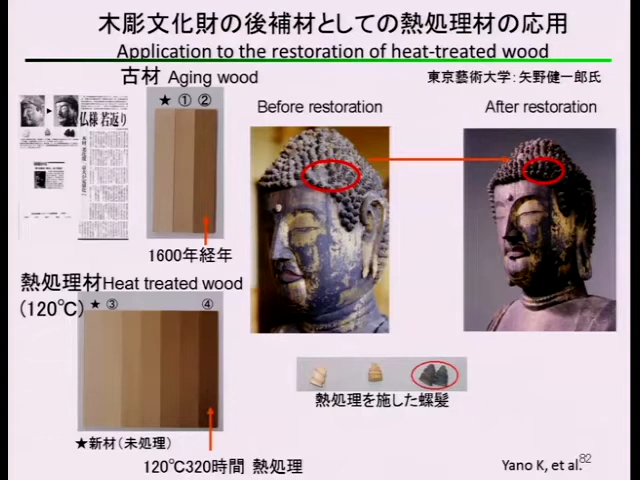 木彫文化財の後補材としての熱処理材の応用
Application to the restoration of heat-treated wood
古材 Aging wood
東京藝術大学：矢野健一郎氏
★ ① ②
Before restoration
After restoration
仏様 若返り
1600年経年
熱処理材Heat treated wood
(120℃)
★ ③ ④
熱処理を施した螺髪
★新材（未処理）
120℃320時間 熱処理
Yano K, et al.
82